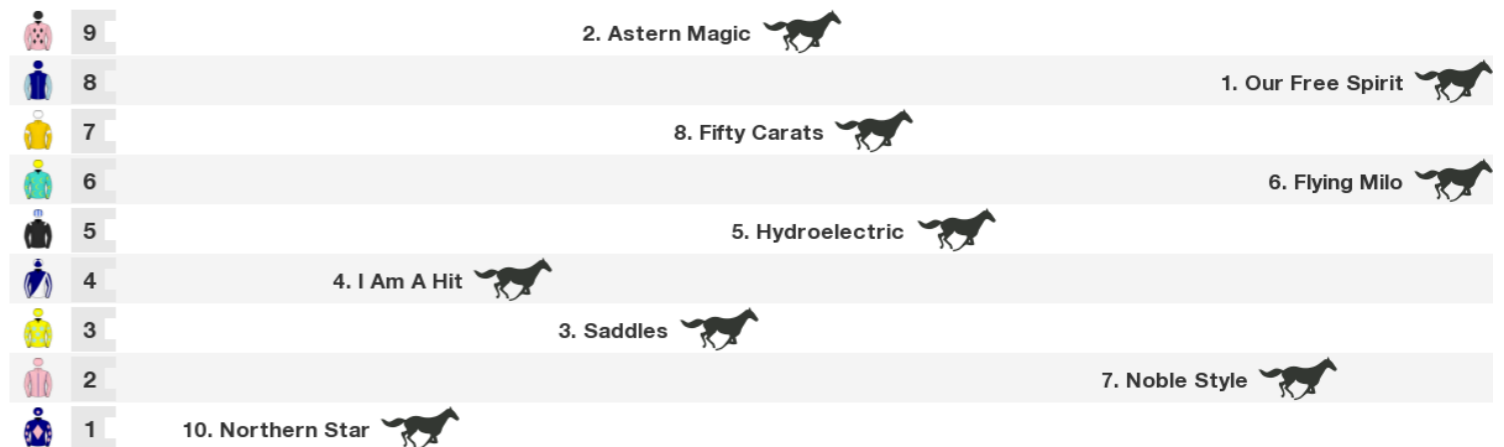 9 2. Astern Magic
8 1. Our Free Spirit
7 8. Fifty Carats
6 6. Flying Milo
5 5. Hydroelectric
4 4. I Am A Hit
3 3. Saddles
2 7. Noble Style
1 10. Northern Star